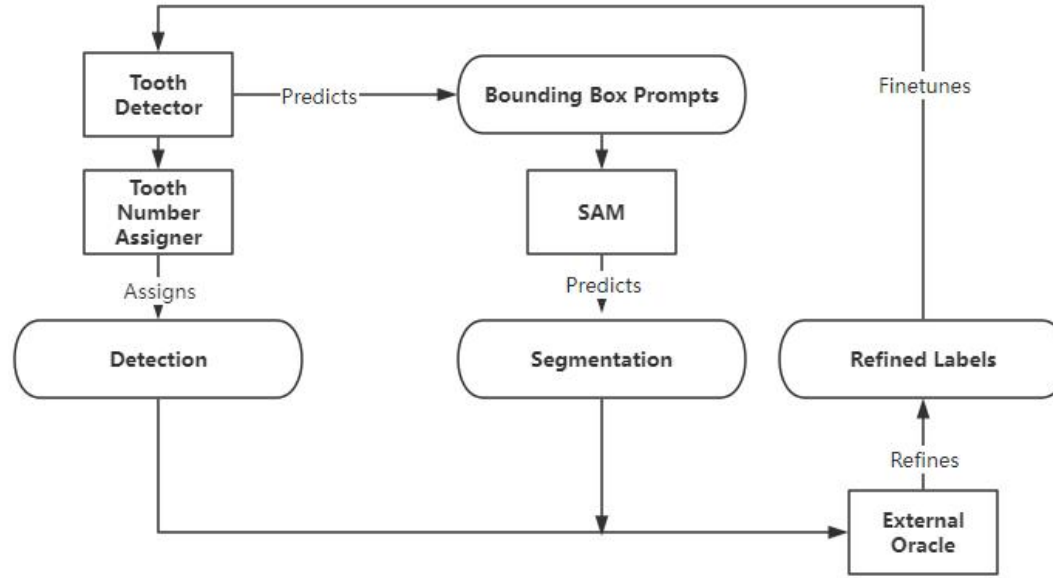 Tooth
Detector
Predicts
Bounding Box Prompts
Finetunes
Tooth
Number
Assigner
SAM
Assigns
Predicts
Detection
Segmentation
Refined Labels
Refines
External
Oracle